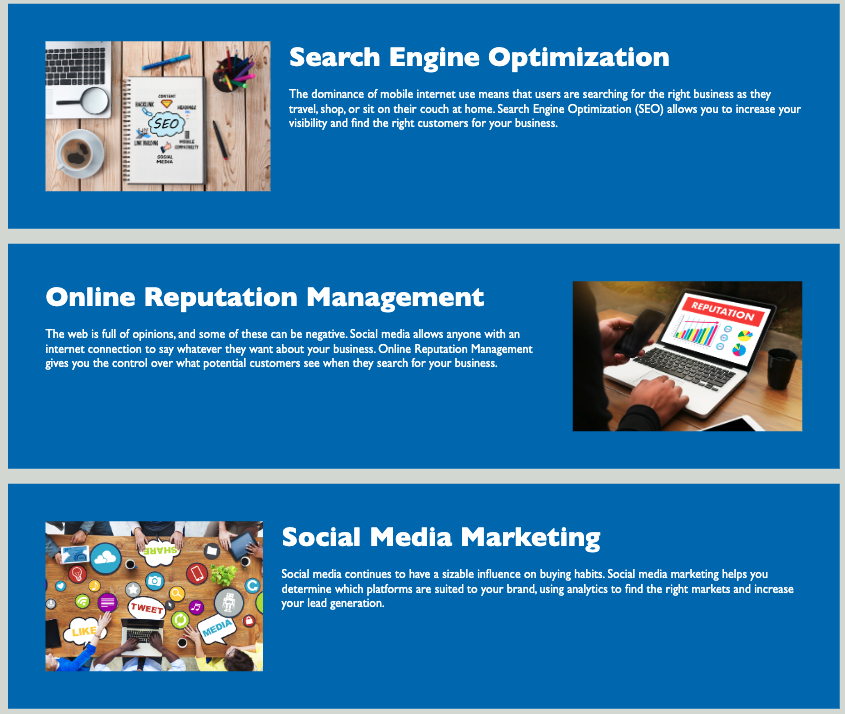 Search Engine Optimization
The dominance of mobile internet use means that users are searching for the right business as they
travel, shop, or sit on their couch at home. Search Engine Optimization (SEO) allows you to increase your
visibility and find the right customers for your business.
CONTENT
BACKLINK
SEO
LINK BUILDING
MOBILE
COMPATIBILITY
SOCIAL
MEDIA
Online Reputation Management
The web is full of opinions, and some of these can be negative. Social media allows anyone with an
internet connection to say whatever they want about your business. Online Reputation Management
gives you the control over what potential customers see when they search for your business.
REPUTATION
Social Media Marketing
Social media continues to have a sizable influence on buying habits. Social media marketing helps you
determine which platforms are suited to your brand, using analytics to find the right markets and increase
your lead generation.
SHARE
TWEET
LIKE
MEDIA